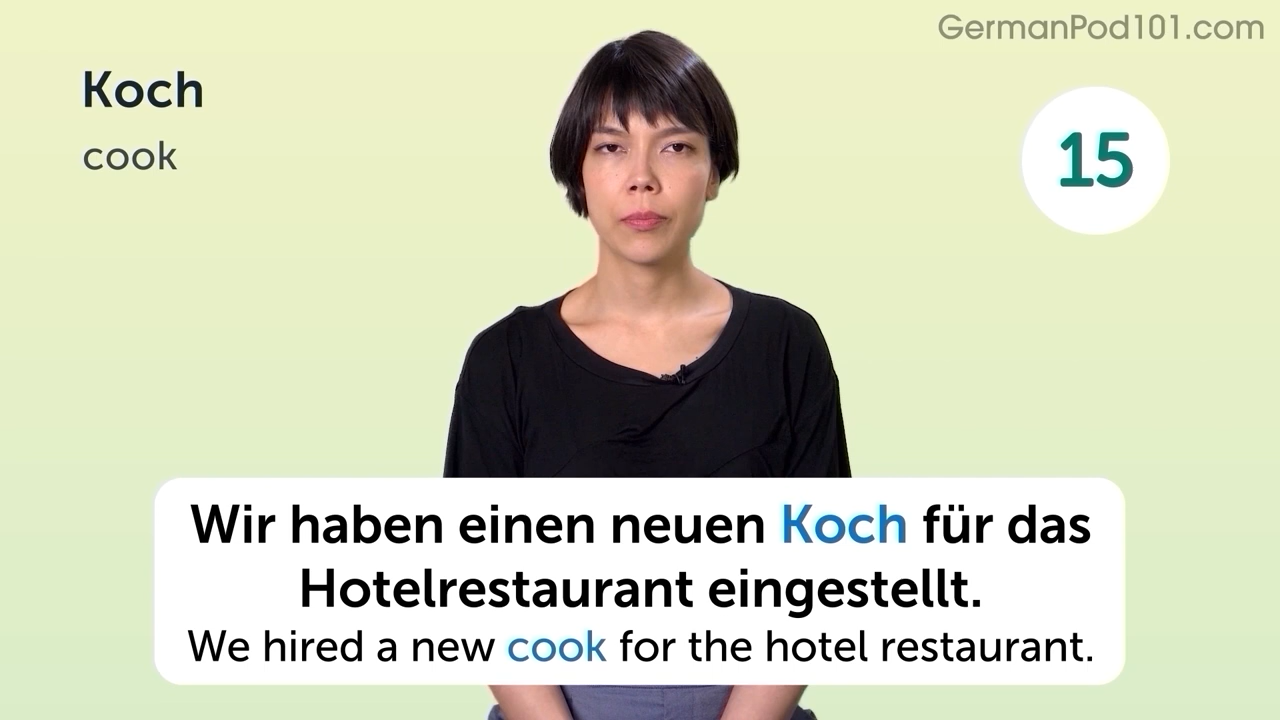 GermanPod101.com
Koch
cook
15
Wir haben einen neuen Koch für das
Hotelrestaurant eingestellt.
We hired a new cook for the hotel restaurant.